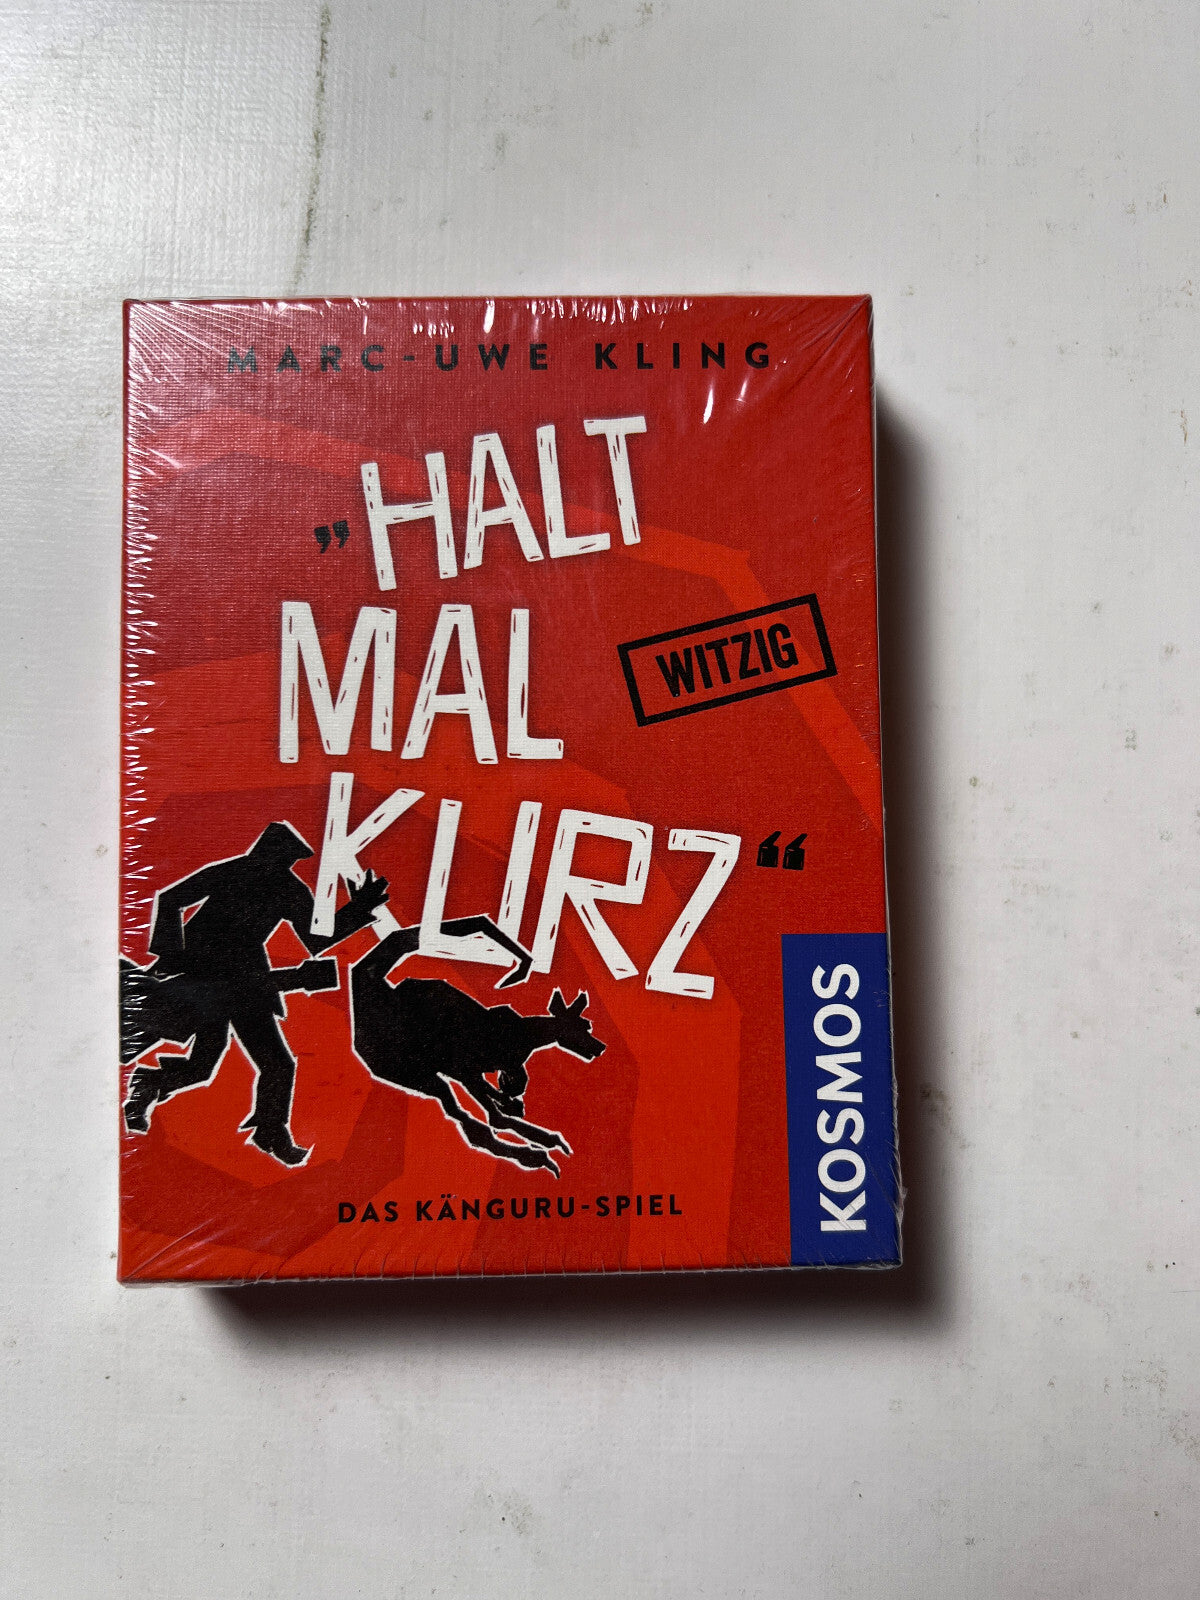 MARC-UWE KLING
„HALT
MAL
KURZ“
WITZIG
KOSMOS
DAS KÄNGURU-SPIEL